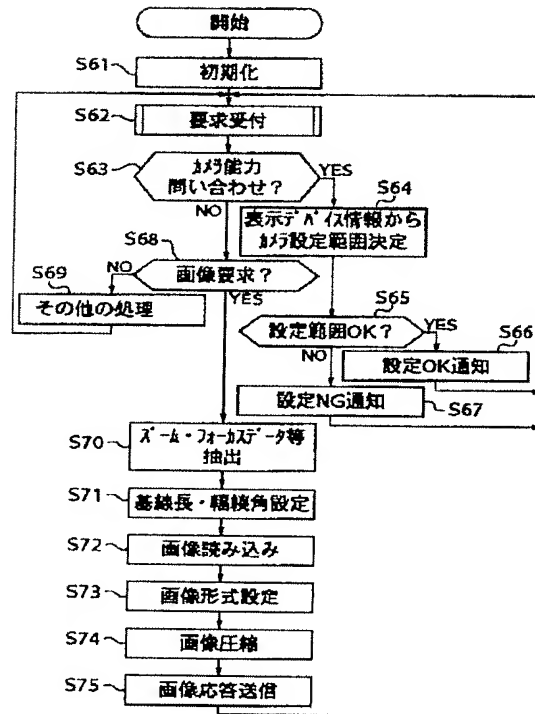 開始
S61
初期化
S62
要求受付
S63
カメラ能力
問い合わせ？
YES
NO
S64
表示デバイス情報から
カメラ設定範囲決定
S68
画像要求？
NO
YES
S69
その他の処理
S65
設定範囲OK？
YES
NO
S66
設定OK通知
設定NG通知
S67
S70
ズーム・フォーカスデータ等
抽出
S71
基線長・輻輳角設定
S72
画像読み込み
S73
画像形式設定
S74
画像圧縮
S75
画像応答送信